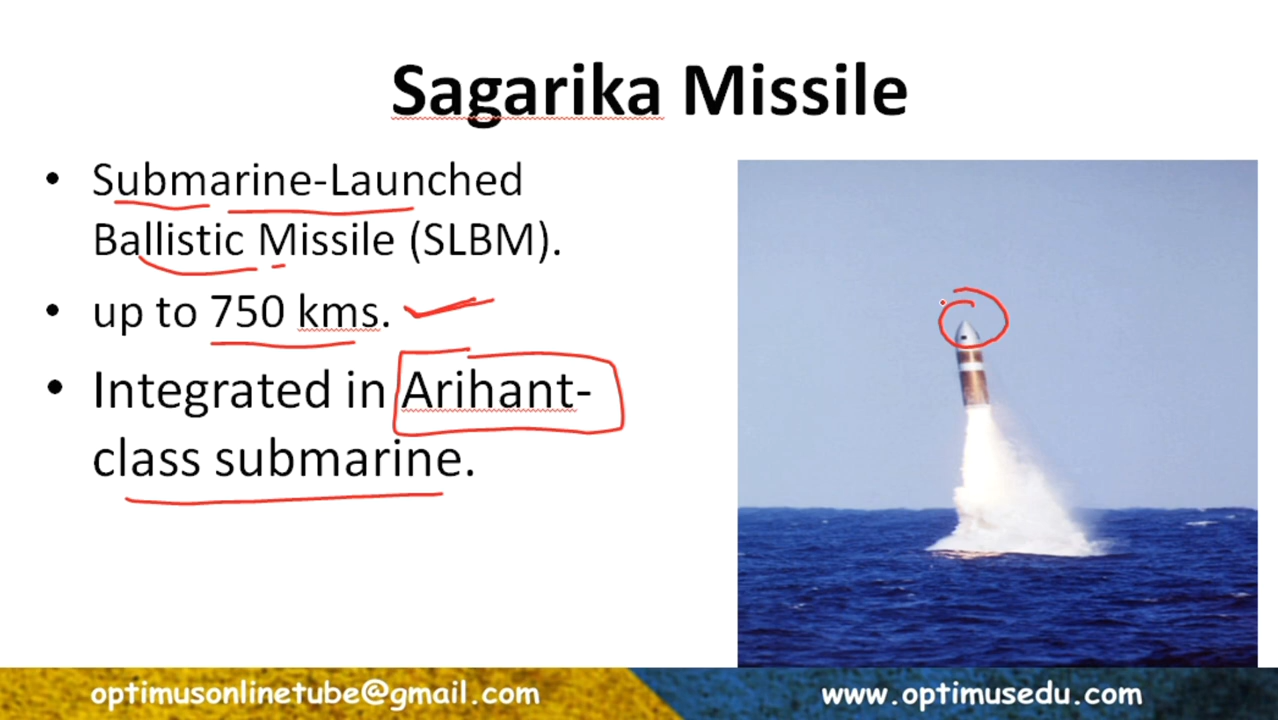 Sagarika Missile
• Submarine-Launched
Ballistic Missile (SLBM).
• up to 750 kms.
• Integrated in Arihant-
class submarine.
optimusonlinetube@gmail.com
www.optimusedu.com